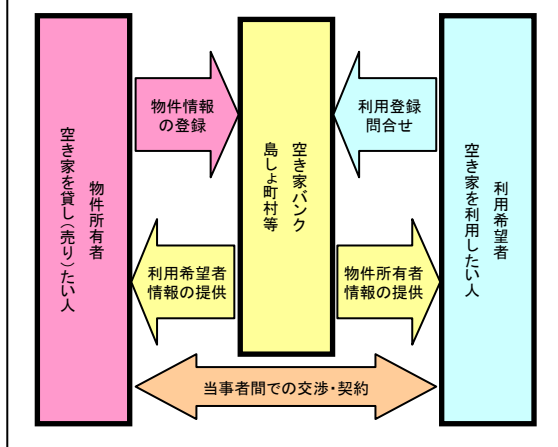 物件所有者
空き家を貸し（売り）たい人
物件情報
の登録
空き家バンク
島しょ町村等
利用登録
問合せ
利用希望者
空き家を利用したい人
利用希望者
情報の提供
物件所有者
情報の提供
当事者間での交渉・契約